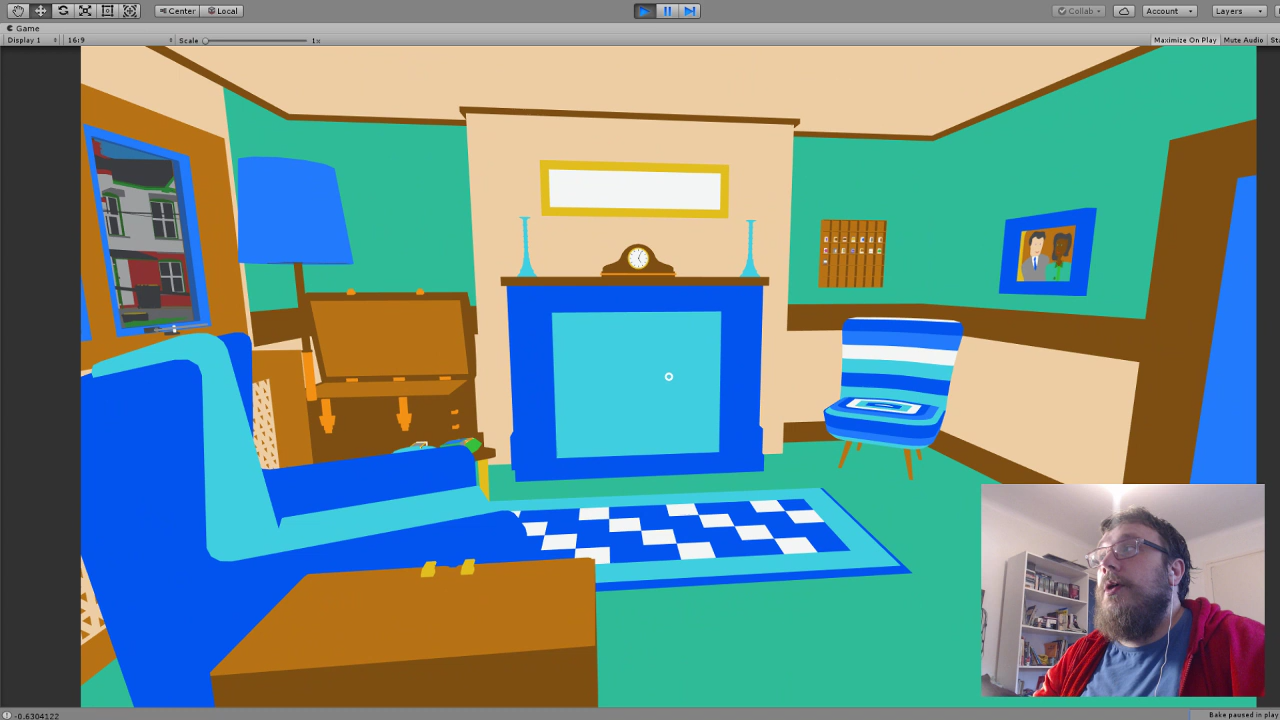 Center Local Collab Account Layers
Game
Display 1 16:9 Scale 1x Maximize On Play Mute Audio Sta
-0.6304122 Bake paused in play